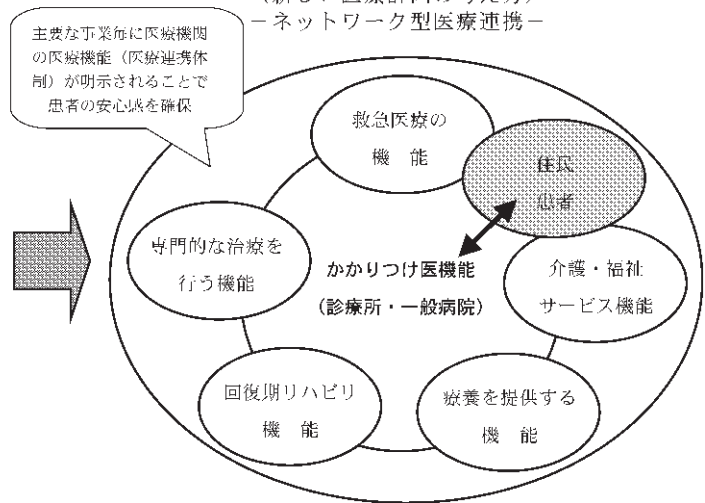 －ネットワーク型医療連携－
主要な事業毎に医療機関
の医療機能（医療連携体
制）が明示されることで
患者の安心感を確保
救急医療の
機　能
住民
患者
専門的な治療を
行う機能
かかりつけ医機能
（診療所・一般病院）
介護・福祉
サービス機能
回復期リハビリ
機　能
療養を提供する
機　能